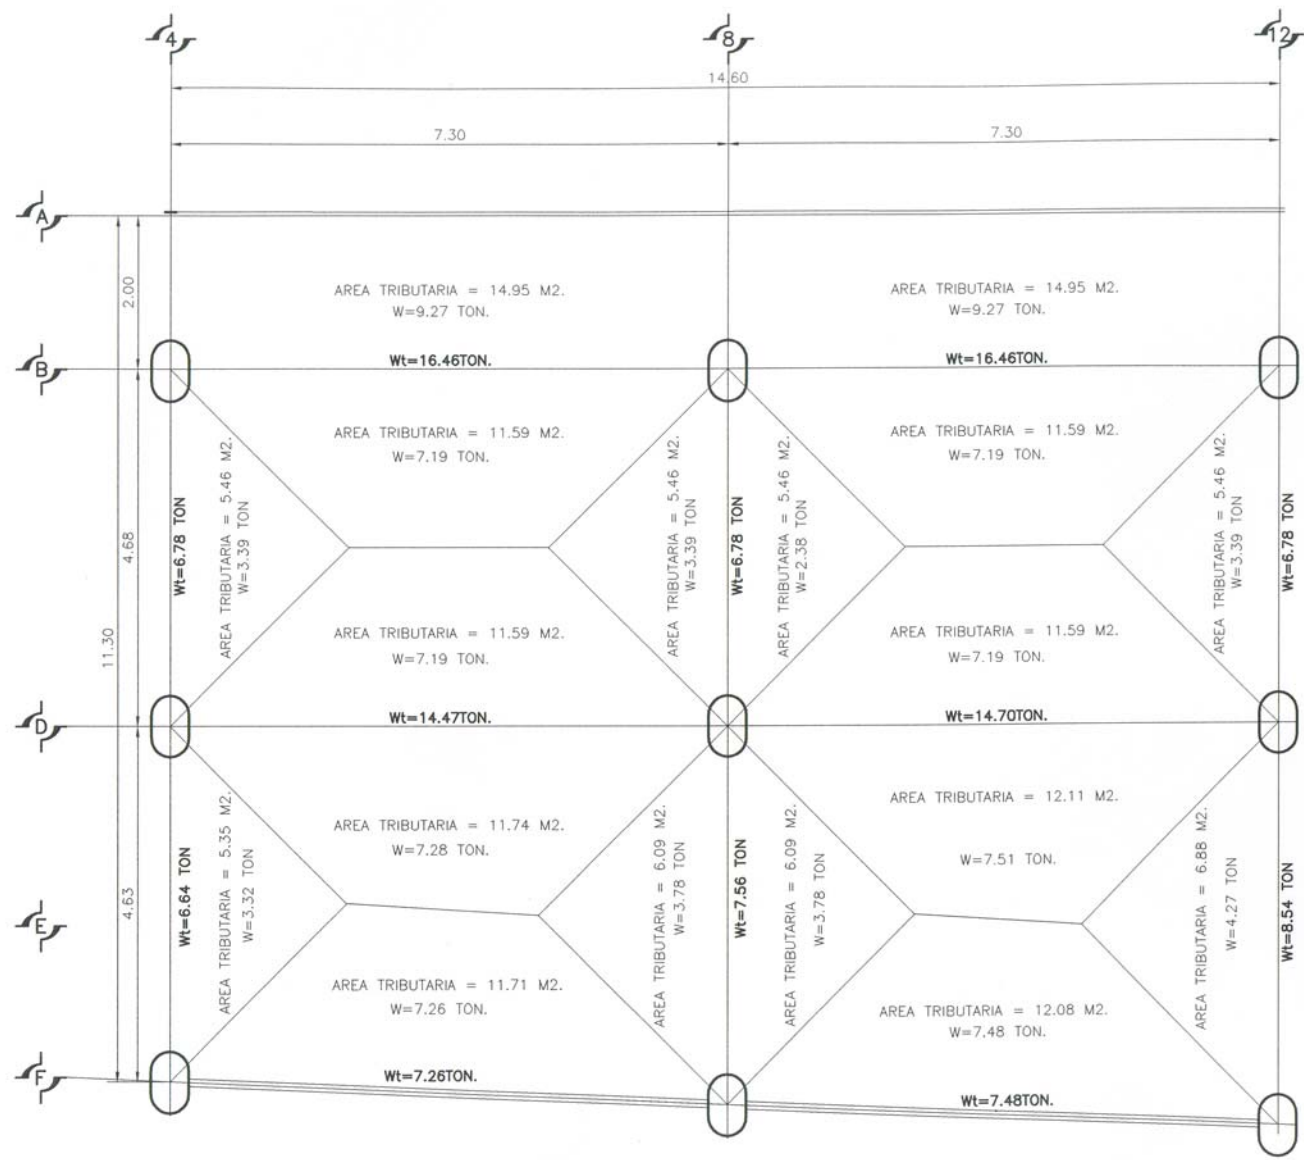 4
8
12
14.60
7.30
7.30
A
2.00
AREA TRIBUTARIA = 14.95 M2.
W=9.27 TON.
AREA TRIBUTARIA = 14.95 M2.
W=9.27 TON.
B
Wt=16.46TON.
Wt=16.46TON.
AREA TRIBUTARIA = 11.59 M2.
W=7.19 TON.
AREA TRIBUTARIA = 11.59 M2.
W=7.19 TON.
11.30
4.68
Wt=6.78 TON
AREA TRIBUTARIA = 5.46 M2.
W=3.39 TON
AREA TRIBUTARIA = 5.46 M2.
W=3.39 TON
Wt=6.78 TON
AREA TRIBUTARIA = 5.46 M2.
W=2.38 TON
AREA TRIBUTARIA = 5.46 M2.
W=3.39 TON
Wt=6.78 TON
AREA TRIBUTARIA = 11.59 M2.
W=7.19 TON.
AREA TRIBUTARIA = 11.59 M2.
W=7.19 TON.
D
Wt=14.47TON.
Wt=14.70TON.
AREA TRIBUTARIA = 11.74 M2.
W=7.28 TON.
AREA TRIBUTARIA = 12.11 M2.
W=7.51 TON.
4.63
Wt=6.64 TON
AREA TRIBUTARIA = 5.35 M2.
W=3.32 TON
AREA TRIBUTARIA = 6.09 M2.
W=3.78 TON
Wt=7.56 TON
AREA TRIBUTARIA = 6.09 M2.
W=3.78 TON
AREA TRIBUTARIA = 6.88 M2.
W=4.27 TON
Wt=8.54 TON
E
AREA TRIBUTARIA = 11.71 M2.
W=7.26 TON.
AREA TRIBUTARIA = 12.08 M2.
W=7.48 TON.
F
Wt=7.26TON.
Wt=7.48TON.